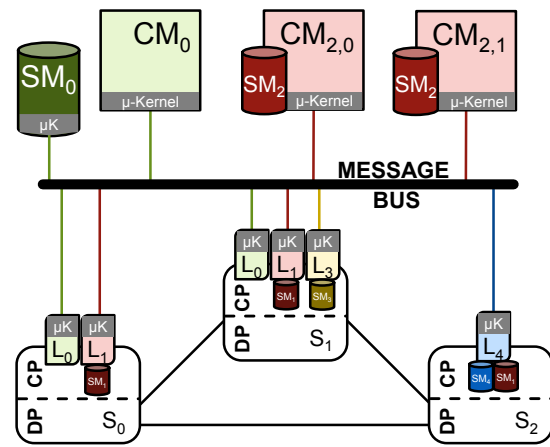 SM₀
μK
CM₀
μ-Kernel
SM₂
CM₂,₀
μ-Kernel
SM₂
CM₂,₁
μ-Kernel
MESSAGE
BUS
μK
L₀
μK
L₁
μK
L₃
SM₁
SM₃
CP
DP
S₁
μK
L₀
μK
L₁
SM₁
CP
DP
S₀
μK
L₄
SM₄
SM₁
CP
DP
S₂